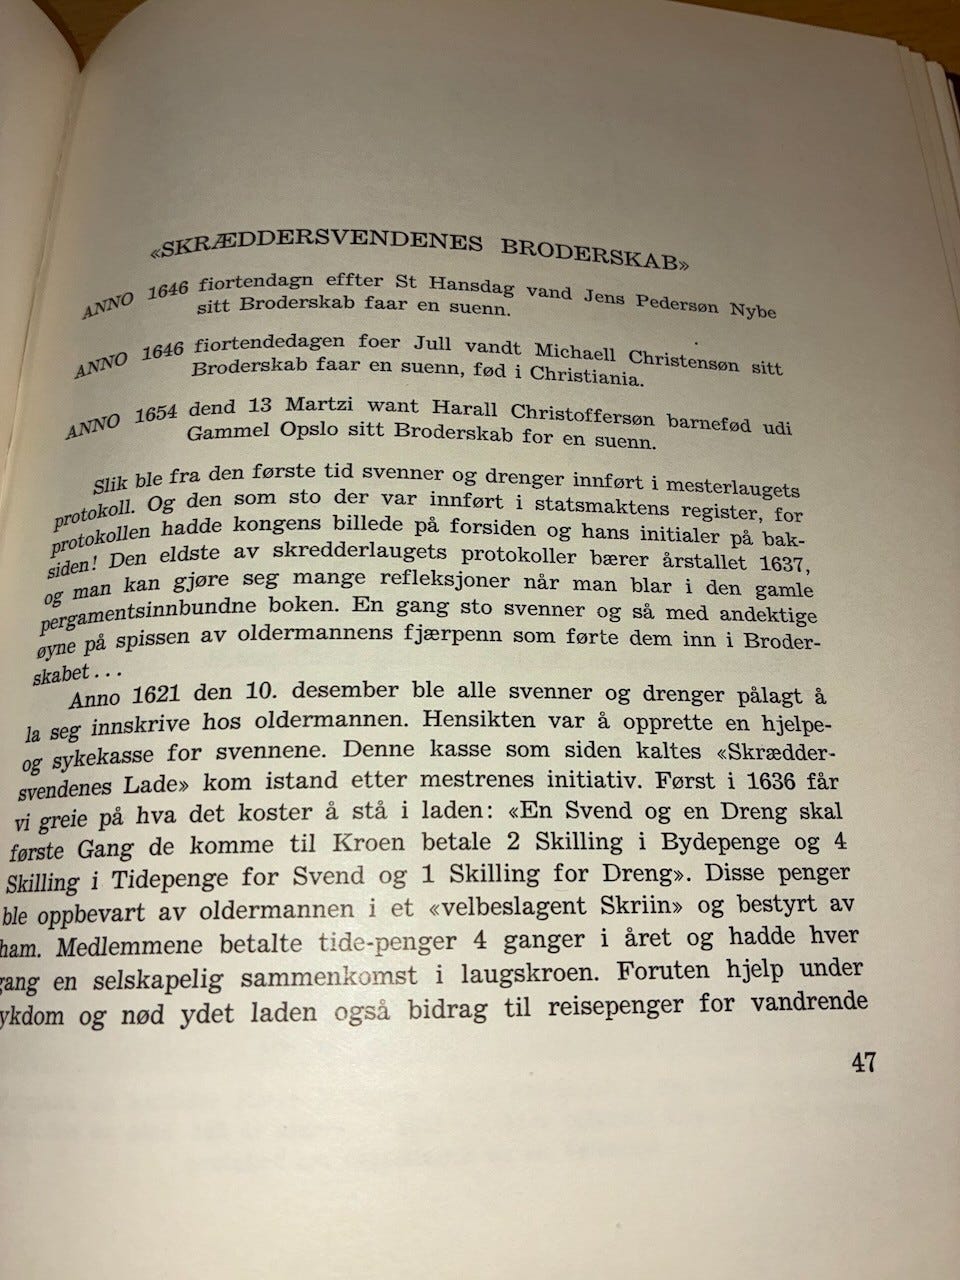 «SKRÆDDERSVENDENES BRODERSKAB»
ANNO 1646 fiortendagn effter St Hansdag vand Jens Pedersøn Nybe
sitt Broderskab faar en suenn.
ANNO 1646 fiortendedagen foer Jull vandt Michaell Christensøn sitt
Broderskab faar en suenn, fød i Christiania.
ANNO 1654 dend 13 Martzi want Harall Christoffersøn barnefød udi
Gammel Opslo sitt Broderskab for en suenn.
Slik ble fra den første tid svenner og drenger innført i mesterlaugets
protokoll. Og den som sto der var innført i statsmaktens register, for
protokollen hadde kongens billede på forsiden og hans initialer på bak-
siden! Den eldste av skredderlaugets protokoller bærer årstallet 1637,
og man kan gjøre seg mange refleksjoner når man blar i den gamle
pergamentsinnbundne boken. En gang sto svenner og så med andektige
øyne på spissen av oldermannens fjærpenn som førte dem inn i Broder-
skabet...
Anno 1621 den 10. desember ble alle svenner og drenger pålagt å
la seg innskrive hos oldermannen. Hensikten var å opprette en hjelpe-
og sykekasse for svennene. Denne kasse som siden kaltes «Skrædder-
svendenes Lade» kom istand etter mestrenes initiativ. Først i 1636 får
vi greie på hva det koster å stå i laden: «En Svend og en Dreng skal
første Gang de komme til Kroen betale 2 Skilling i Bydepenge og 4
Skilling i Tidepenge for Svend og 1 Skilling for Dreng». Disse penger
ble oppbevart av oldermannen i et «velbeslagent Skriin» og bestyrt av
ham. Medlemmene betalte tide-penger 4 ganger i året og hadde hver
gang en selskapelig sammenkomst i laugskroen. Foruten hjelp under
ykdom og nød ydet laden også bidrag til reisepenger for vandrende
47